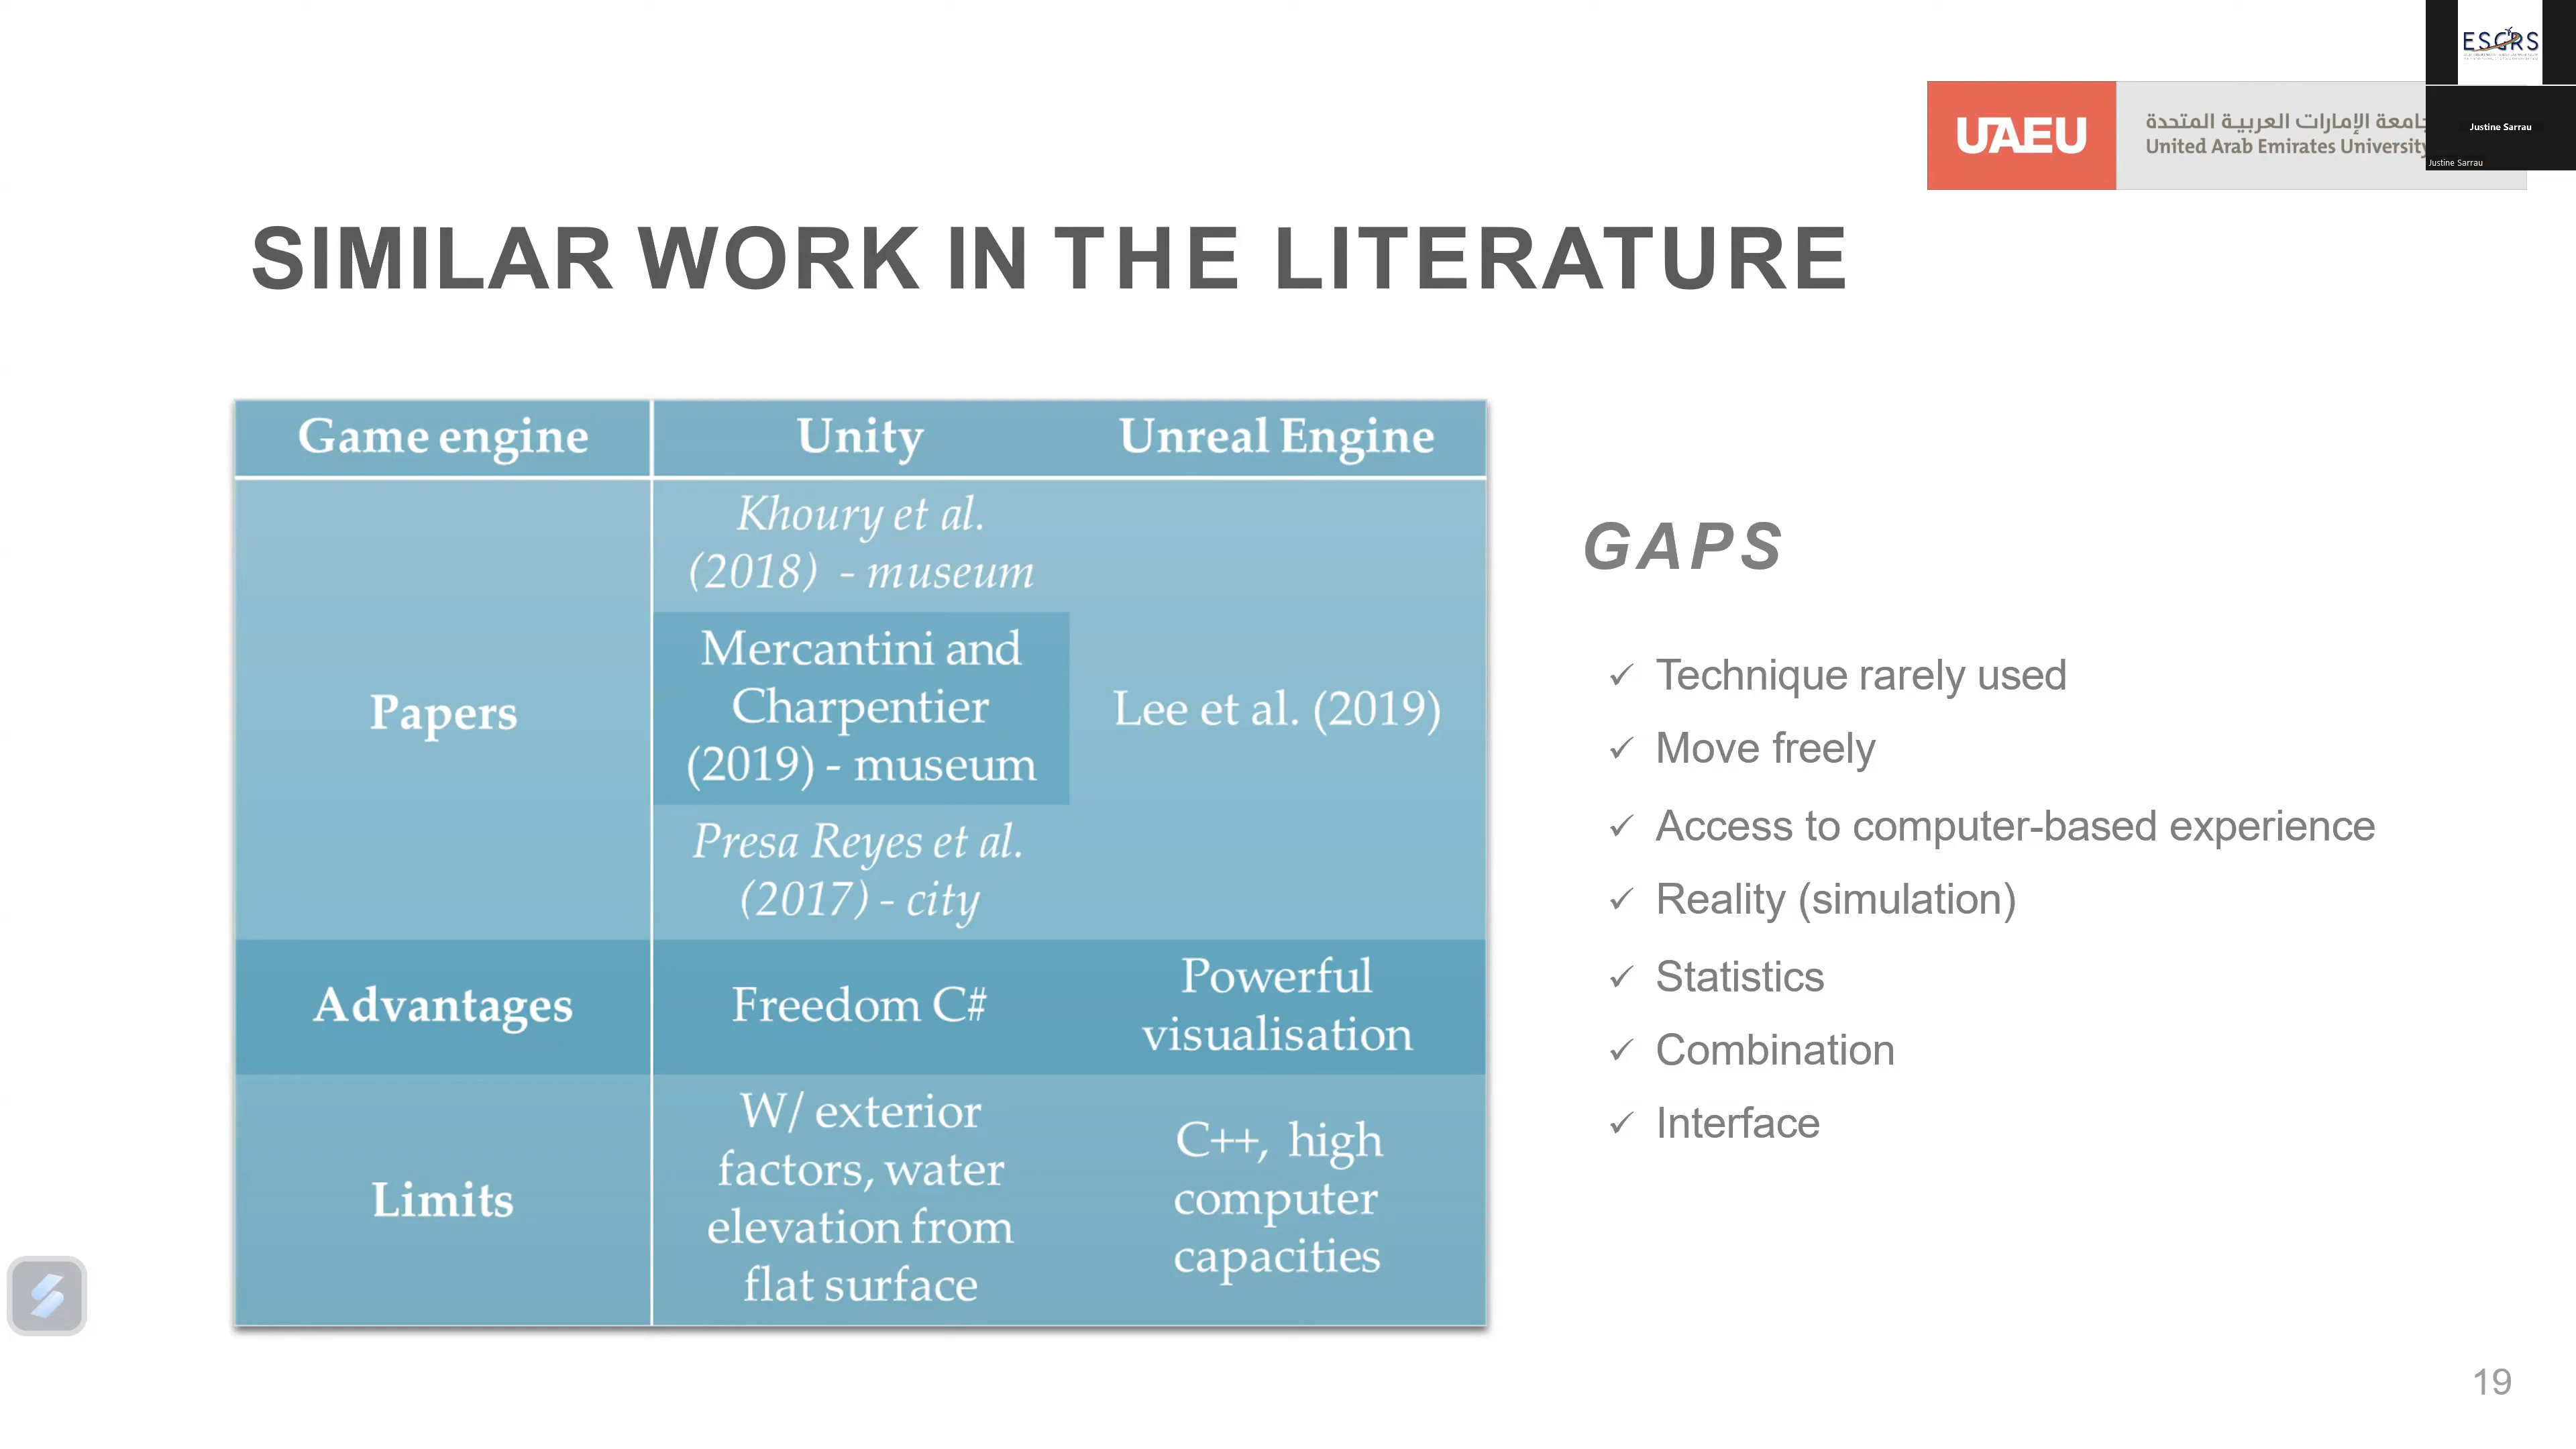 ESGRS
UAEU
جامعة الإمارات العربية المتحدة
United Arab Emirates University
Justine Sarrau
Justine Sarrau
SIMILAR WORK IN THE LITERATURE
Game engine
Unity
Unreal Engine
Papers
Khoury et al.
(2018) - museum
Mercantini and
Charpentier
(2019) - museum
Presa Reyes et al.
(2017) - city
Lee et al. (2019)
Advantages
Freedom C#
Powerful
visualisation
Limits
W/ exterior
factors, water
elevation from
flat surface
C++, high
computer
capacities
GAPS
✓ Technique rarely used
✓ Move freely
✓ Access to computer-based experience
✓ Reality (simulation)
✓ Statistics
✓ Combination
✓ Interface
19